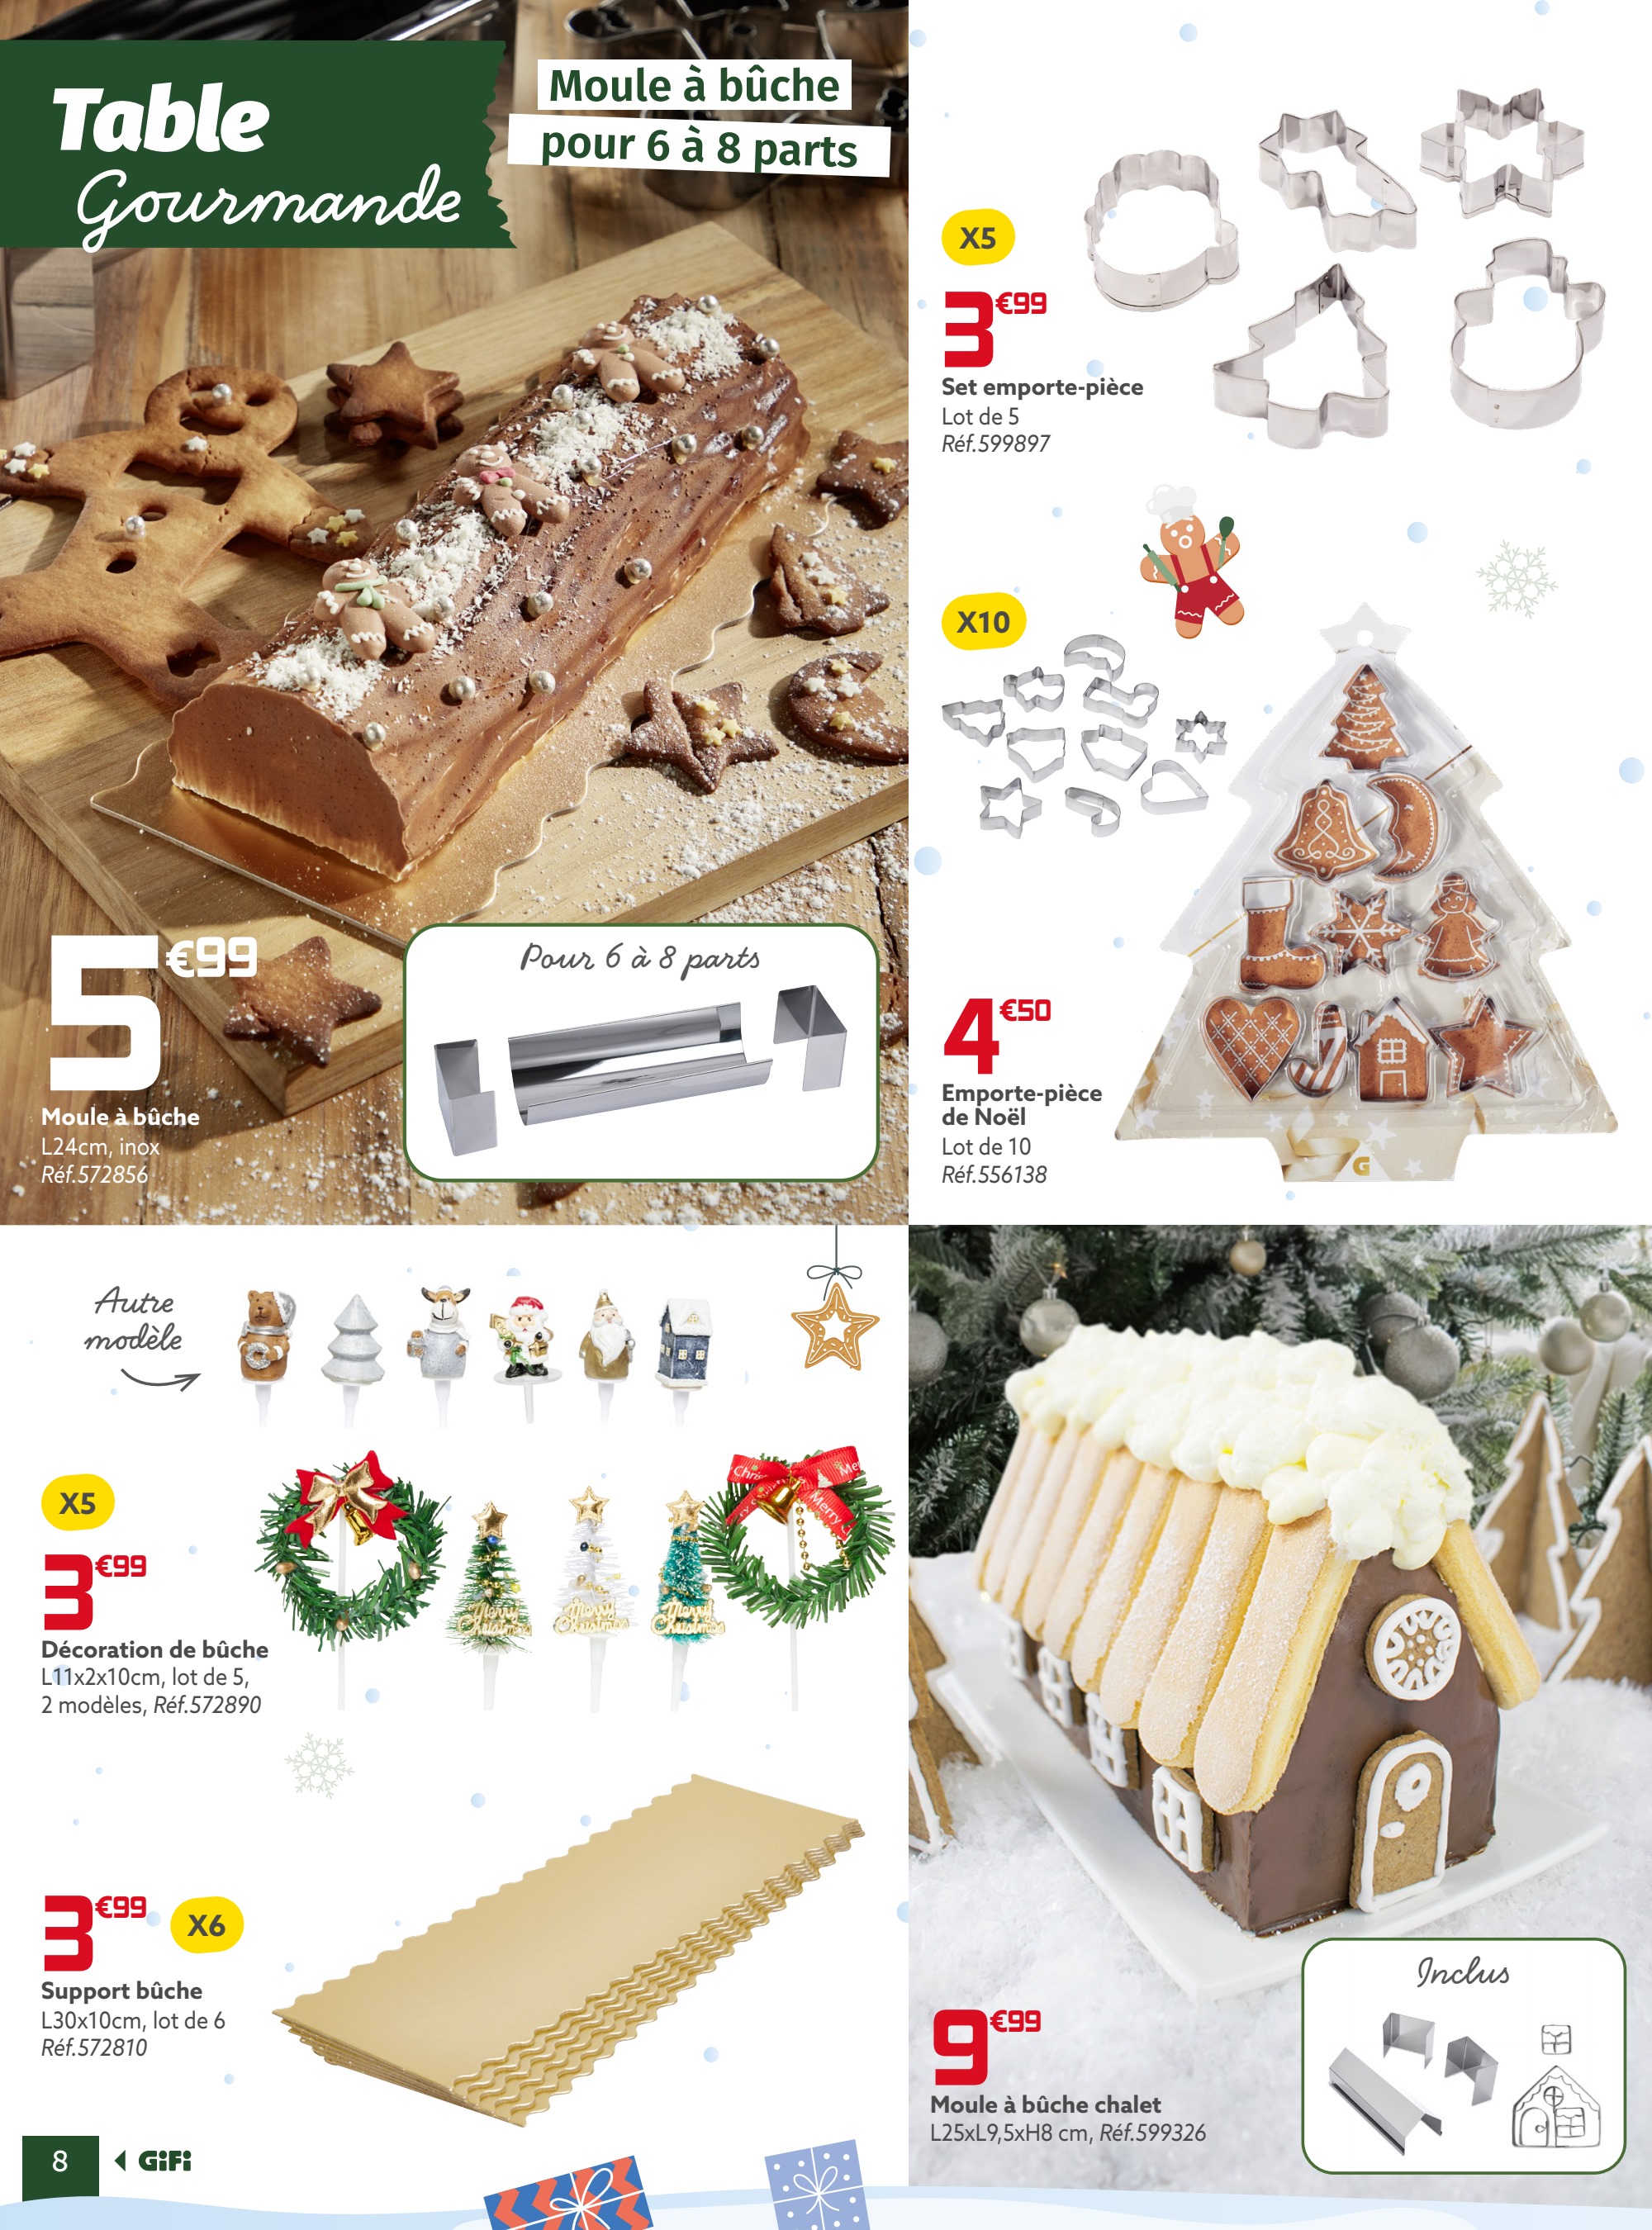 Table
Gourmande
Moule à bûche
pour 6 à 8 parts
5€99
Moule à bûche
L24cm, inox
Réf.572856
Pour 6 à 8 parts
X5
3€99
Set emporte-pièce
Lot de 5
Réf.599897
X10
4€50
Emporte-pièce
de Noël
Lot de 10
Réf.556138
G
Autre
modèle
X5
3€99
Décoration de bûche
L11x2x10cm, lot de 5,
2 modèles, Réf.572890
Merry
Christmas
Merry
Christmas
Merry
Christmas
3€99
X6
Support bûche
L30x10cm, lot de 6
Réf.572810
9€99
Moule à bûche chalet
L25xL9,5xH8 cm, Réf.599326
Inclus
8
GiFi